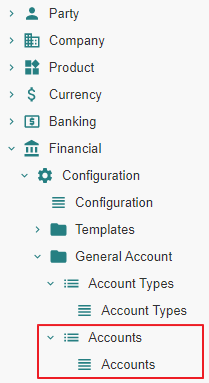 Party
Company
Product
Currency
Banking
Financial
Configuration
Configuration
Templates
General Account
Account Types
Account Types
Accounts
Accounts